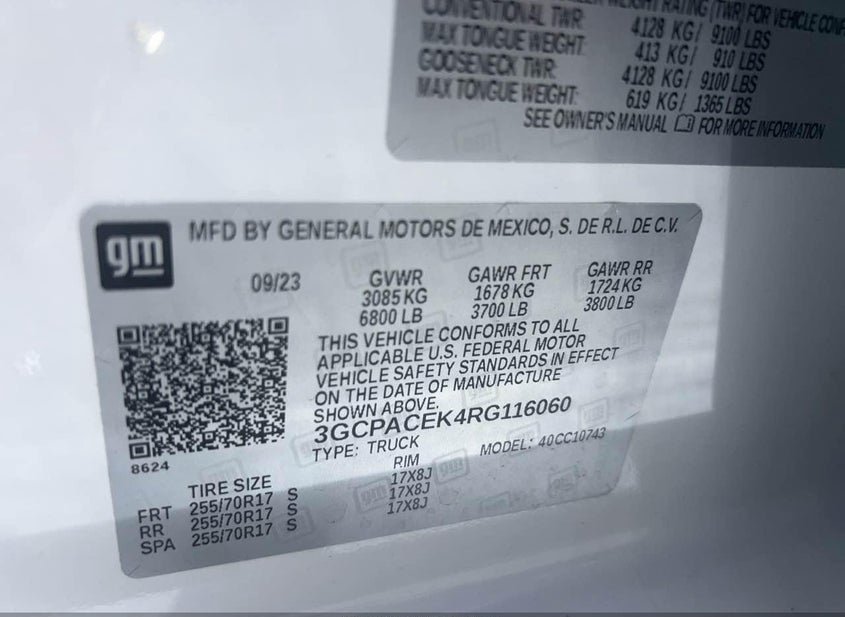 WEIGHT RATING (TWR) FOR VEHICLE
CONVENTIONAL TWR: 4128 KG/ 9100 LBS
MAX TONGUE WEIGHT: 413 KG/ 910 LBS
GOOSENECK TWR: 4128 KG/ 9100 LBS
MAX TONGUE WEIGHT: 619 KG/ 1365 LBS
SEE OWNER'S MANUAL FOR MORE INFORMATION
gm
MFD BY GENERAL MOTORS DE MEXICO, S. DE R.L. DE C.V.
09/23 GVWR GAWR FRT GAWR RR
3085 KG 1678 KG 1724 KG
6800 LB 3700 LB 3800 LB
THIS VEHICLE CONFORMS TO ALL
APPLICABLE U.S. FEDERAL MOTOR
VEHICLE SAFETY STANDARDS IN EFFECT
ON THE DATE OF MANUFACTURE
SHOWN ABOVE.
3GCPACEK4RG116060
TYPE: TRUCK MODEL: 40CC10743
8624
TIRE SIZE RIM
FRT 255/70R17 S 17X8J
RR 255/70R17 S 17X8J
SPA 255/70R17 S 17X8J